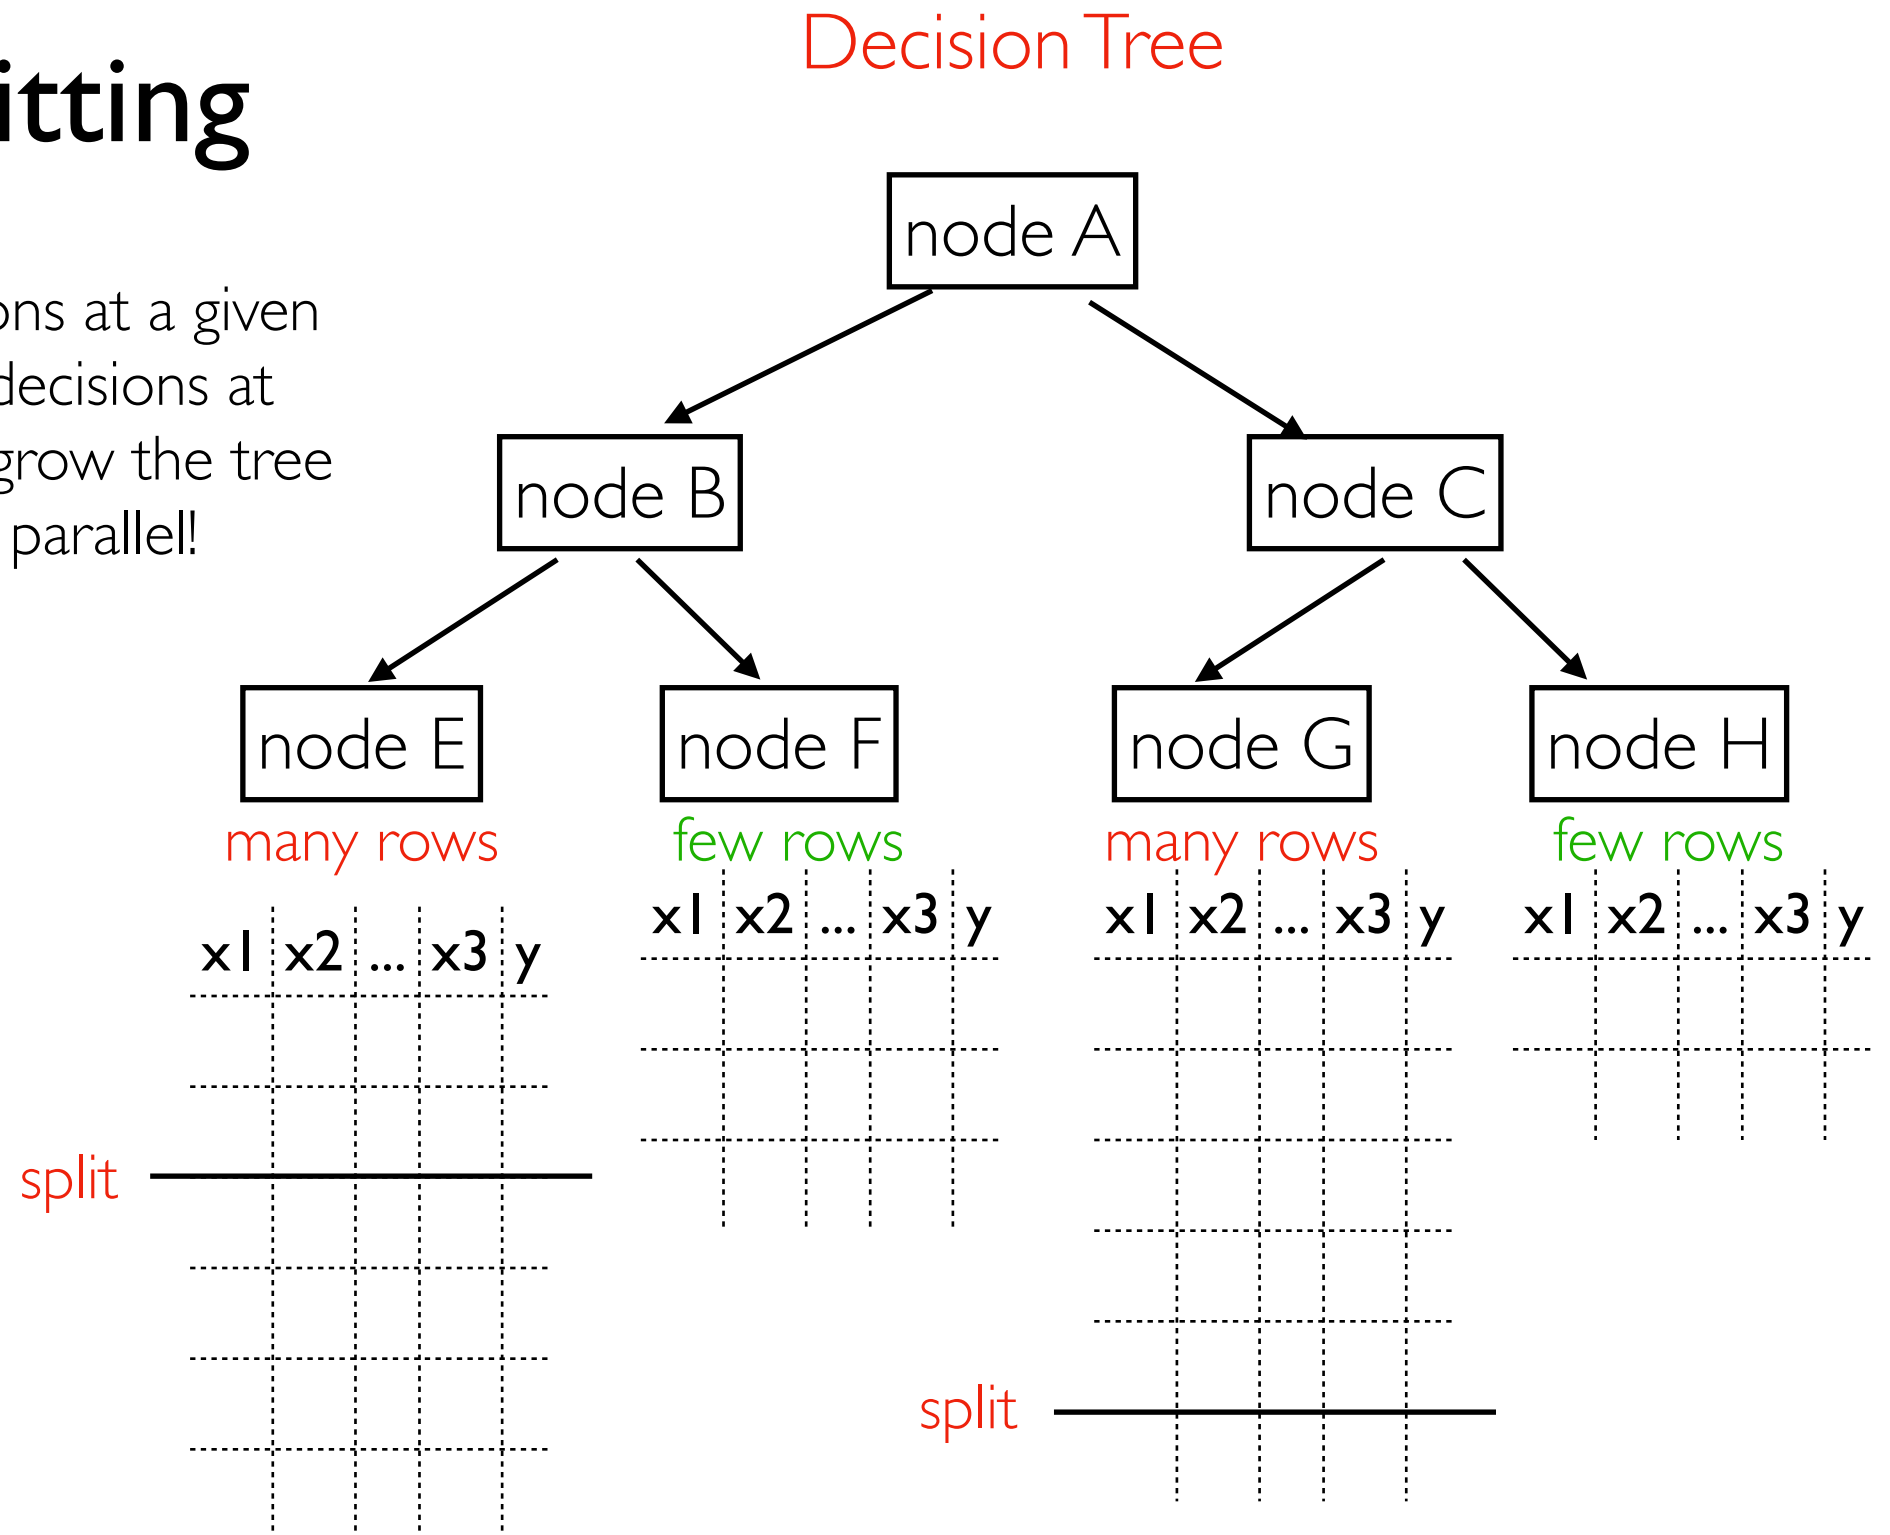 Decision Tree
itting
ons at a given
decisions at
grow the tree
parallel!
node A
node B
node C
node E
node F
node G
node H
many rows
few rows
many rows
few rows
x1 x2 ... x3 y
x1 x2 ... x3 y
x1 x2 ... x3 y
x1 x2 ... x3 y
split
split